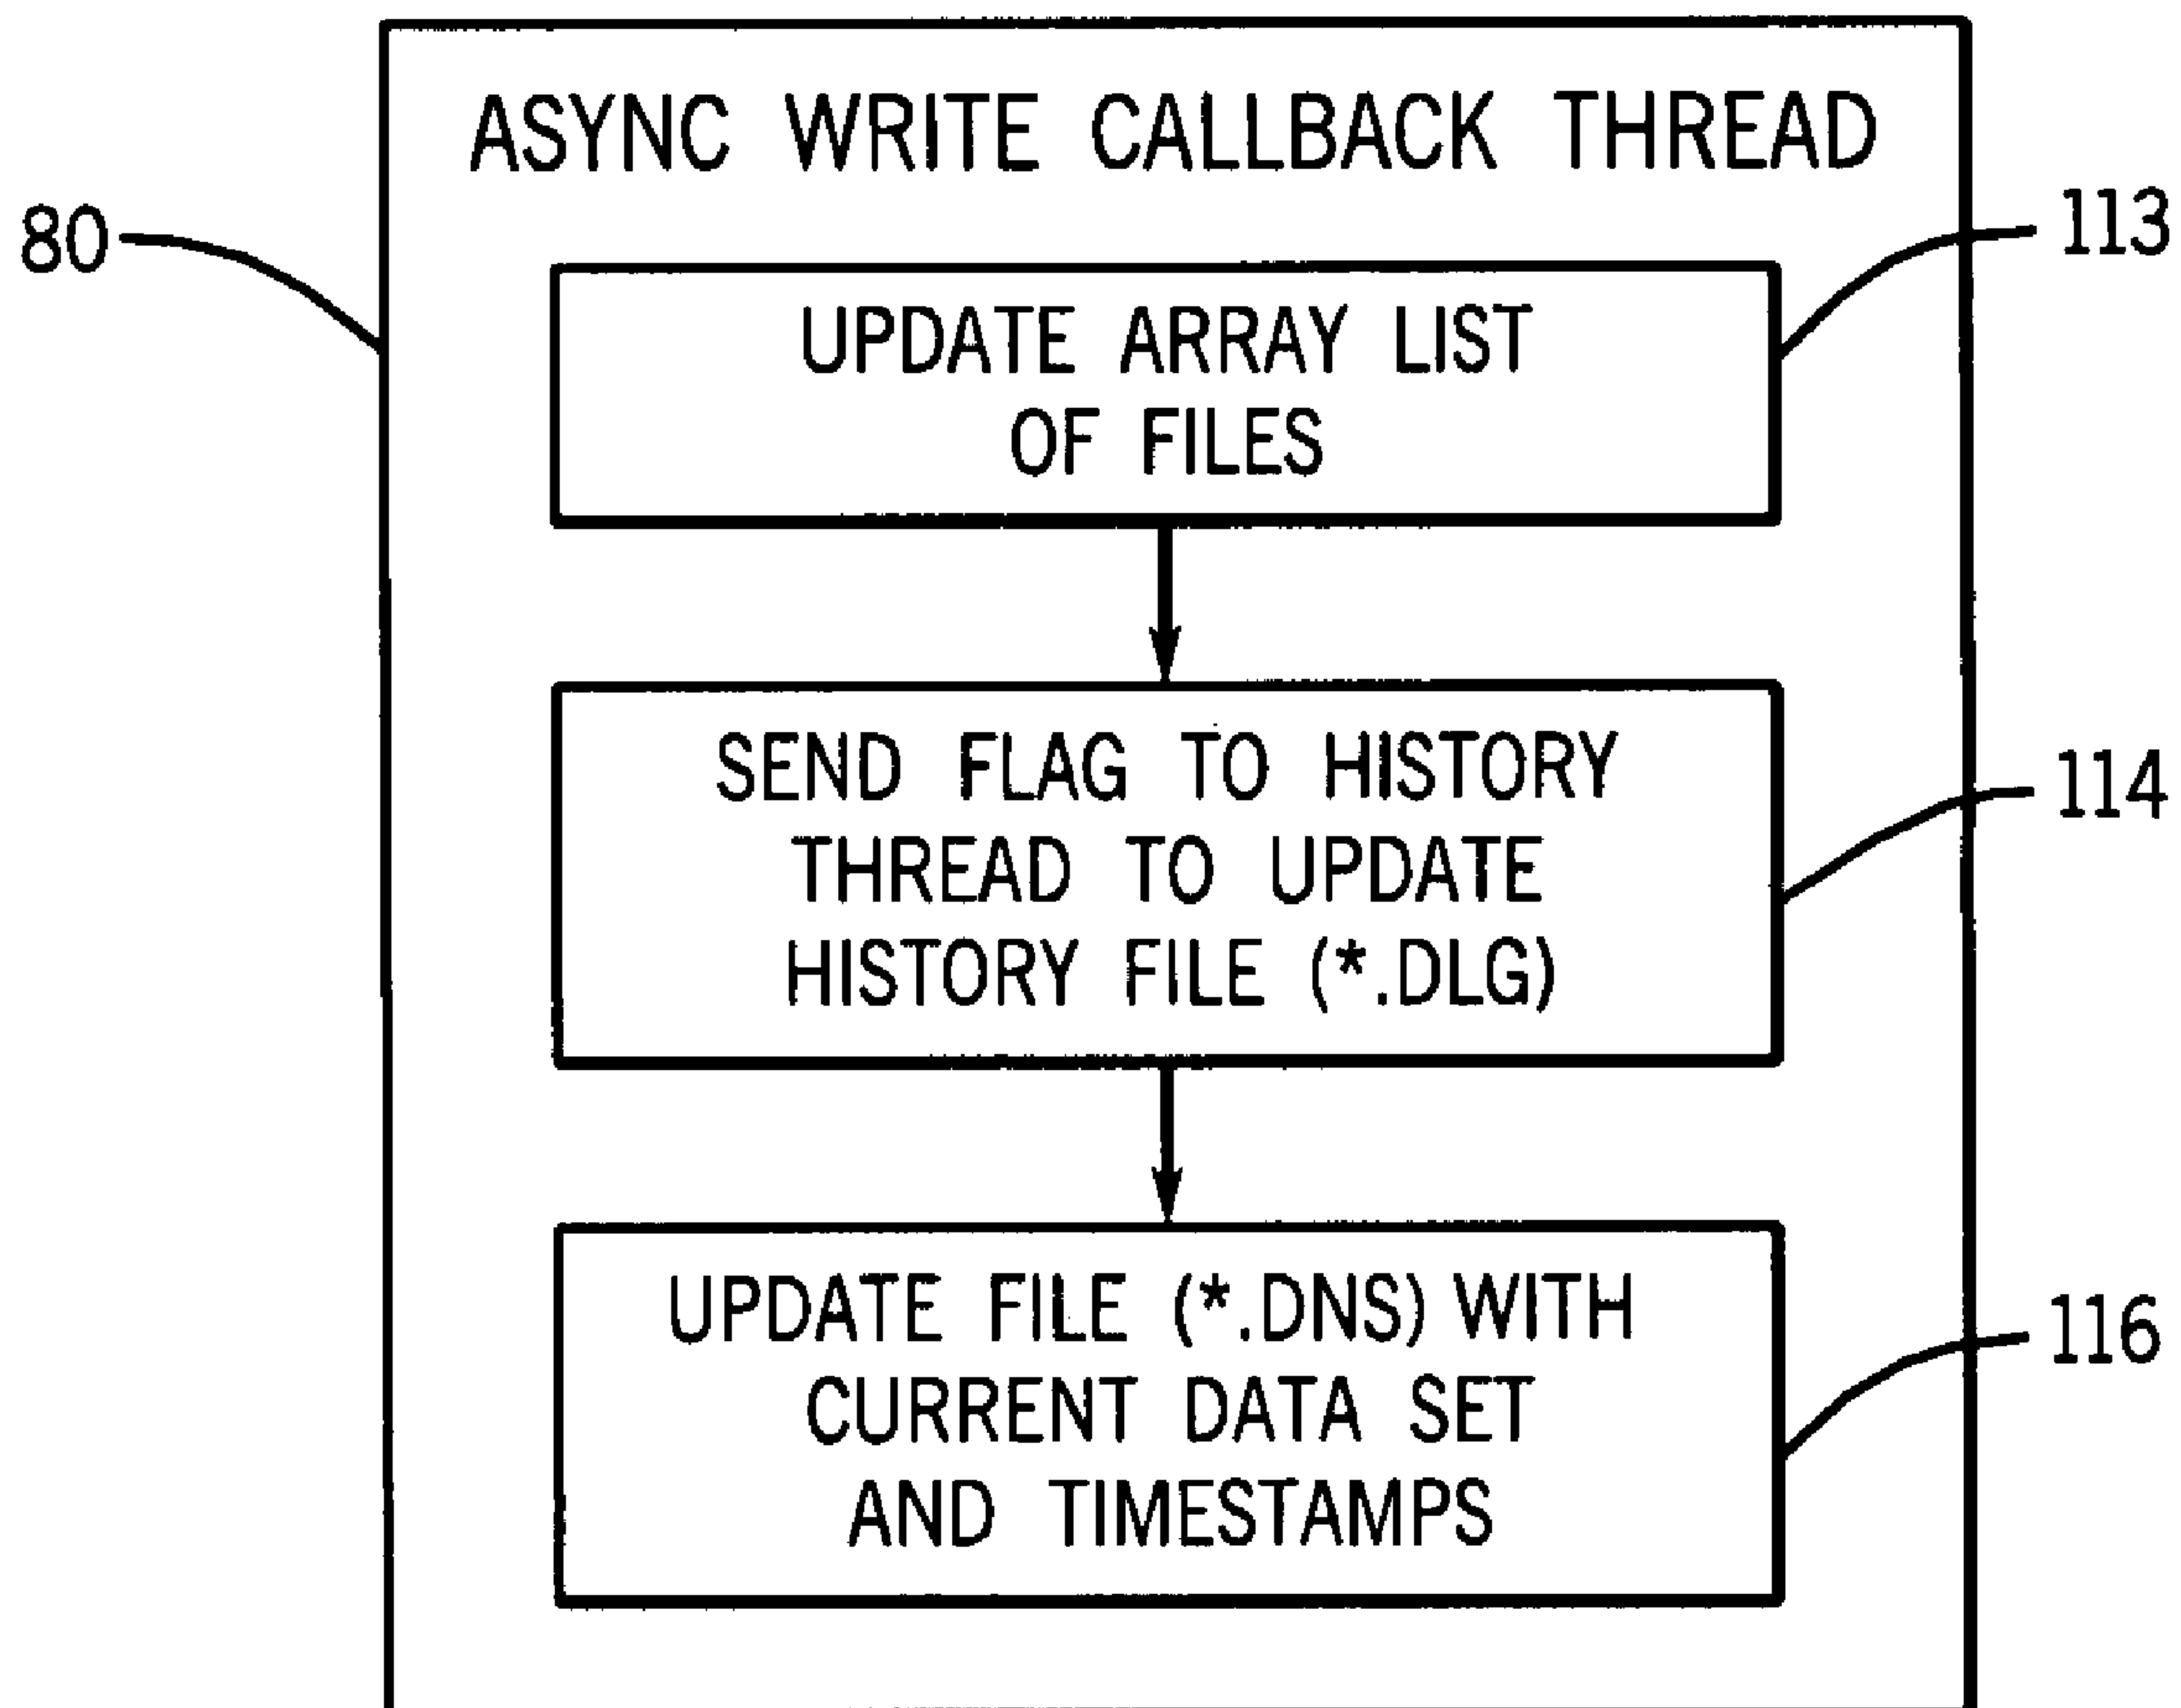 ASYNC WRITE CALLBACK THREAD
80
113
UPDATE ARRAY LIST
OF FILES
SEND FLAG TO HISTORY
THREAD TO UPDATE
HISTORY FILE (*.DLG)
114
UPDATE FILE (*.DNS) WITH
CURRENT DATA SET
AND TIMESTAMPS
116